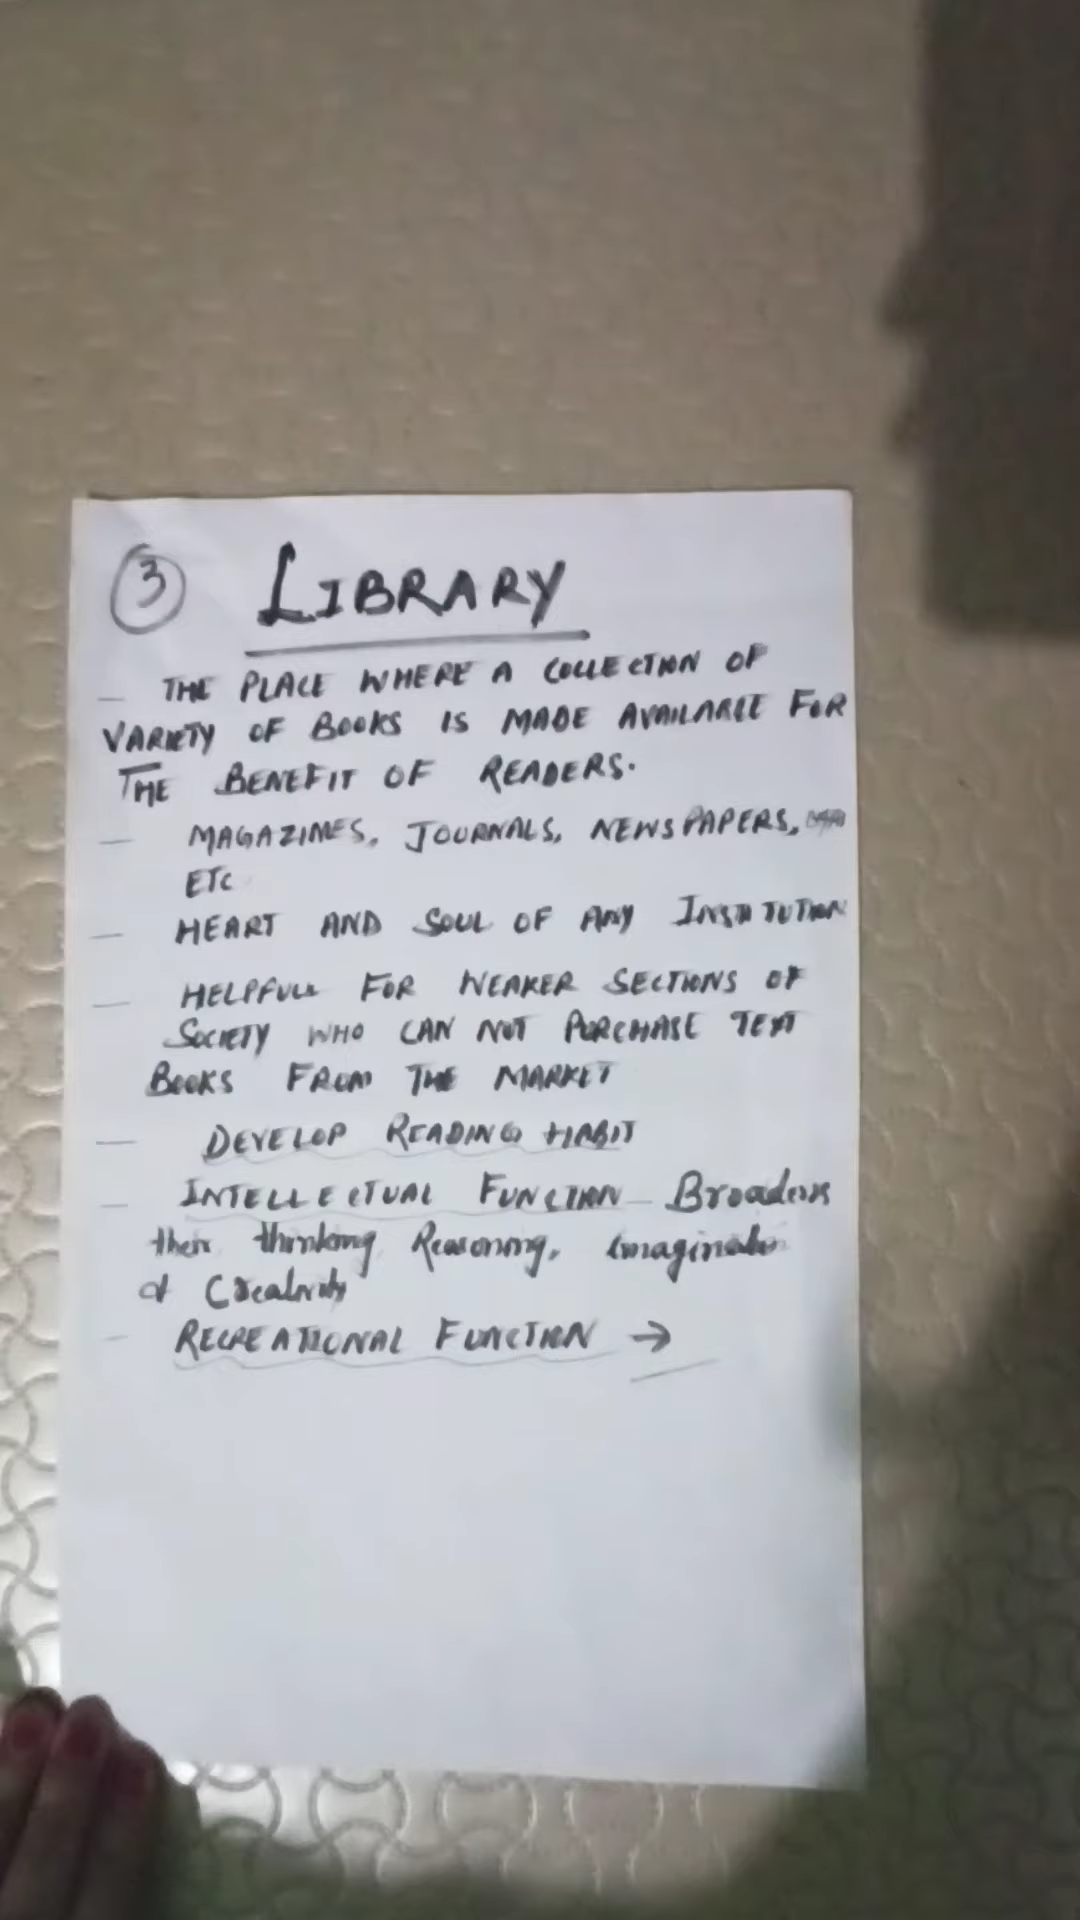 3 LIBRARY
— THE PLACE WHERE A COLLECTION OF
VARIETY OF BOOKS IS MADE AVAILABLE FOR
THE BENEFIT OF READERS.
— MAGAZINES, JOURNALS, NEWSPAPERS,
ETC
— HEART AND SOUL OF ANY INSTITUTION
— HELPFULL FOR WEAKER SECTIONS OF
SOCIETY WHO CAN NOT PURCHASE TEXT
BOOKS FROM THE MARKET
— DEVELOP READING HABIT
— INTELLECTUAL FUNCTION Broadens
their thinking, Reasoning, imagination
& Creativity
— RECREATIONAL FUNCTION →